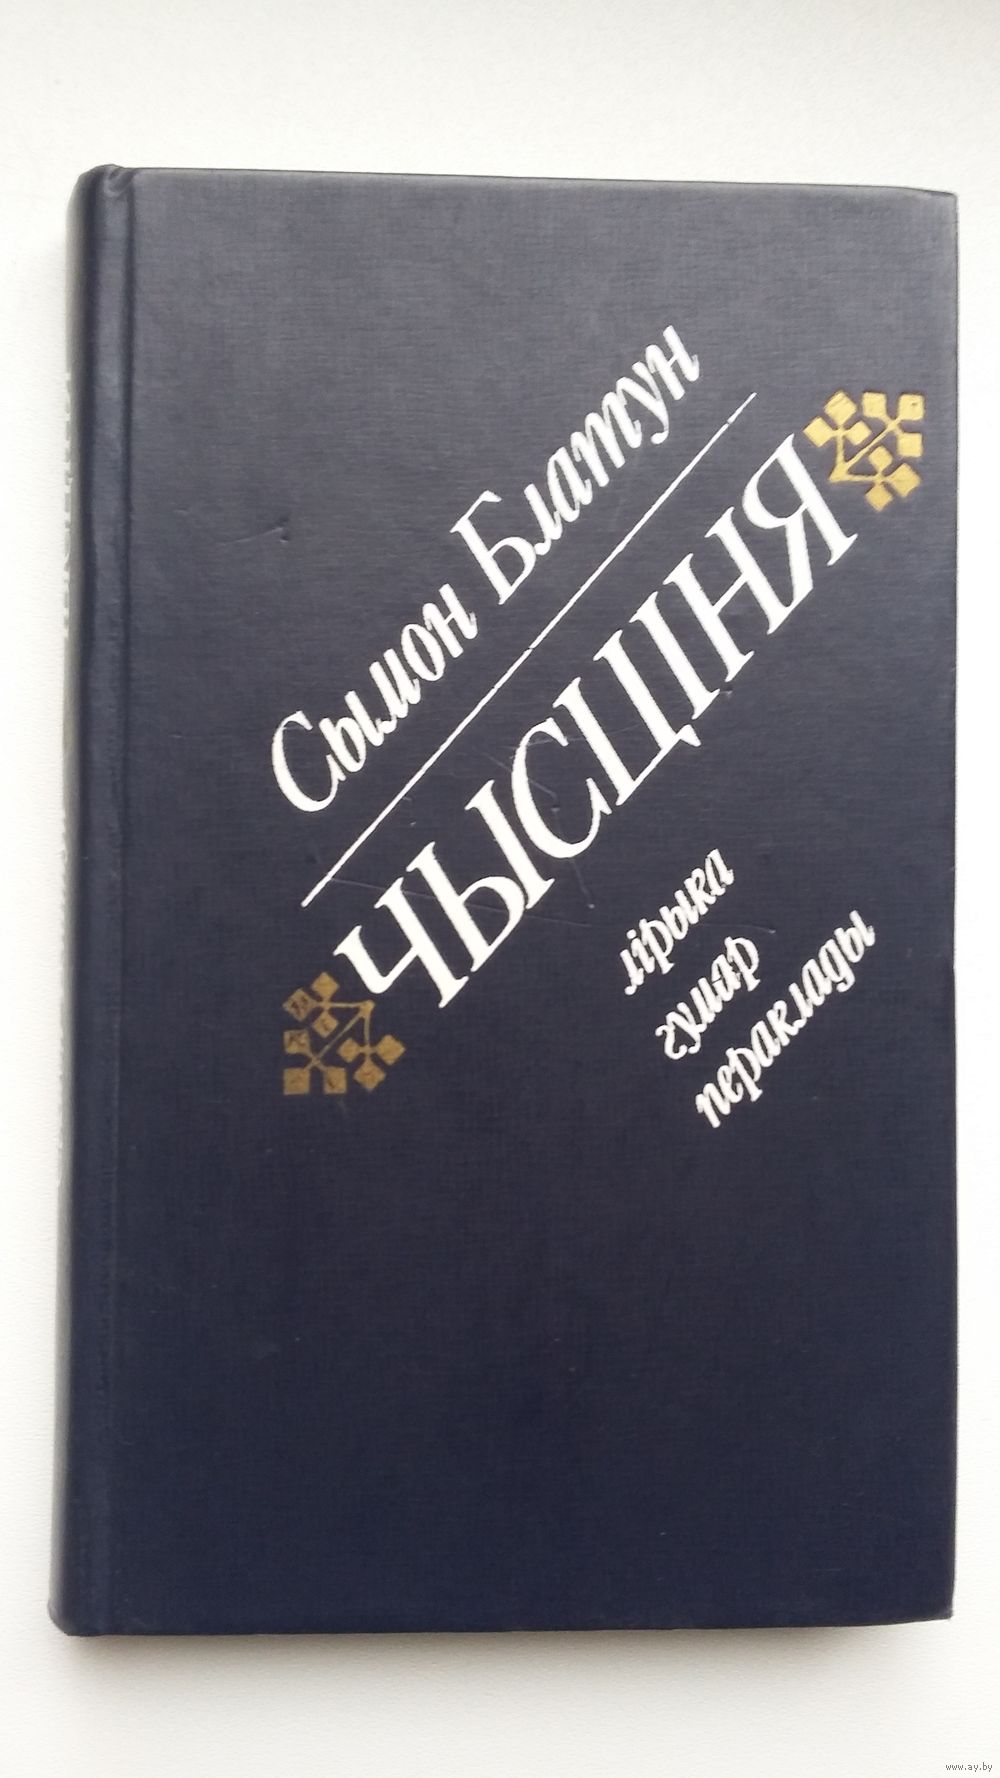 Сымон Блатун
ЧЫСЦІНЯ
лірыка
гумар
пераклады
www.ay.by